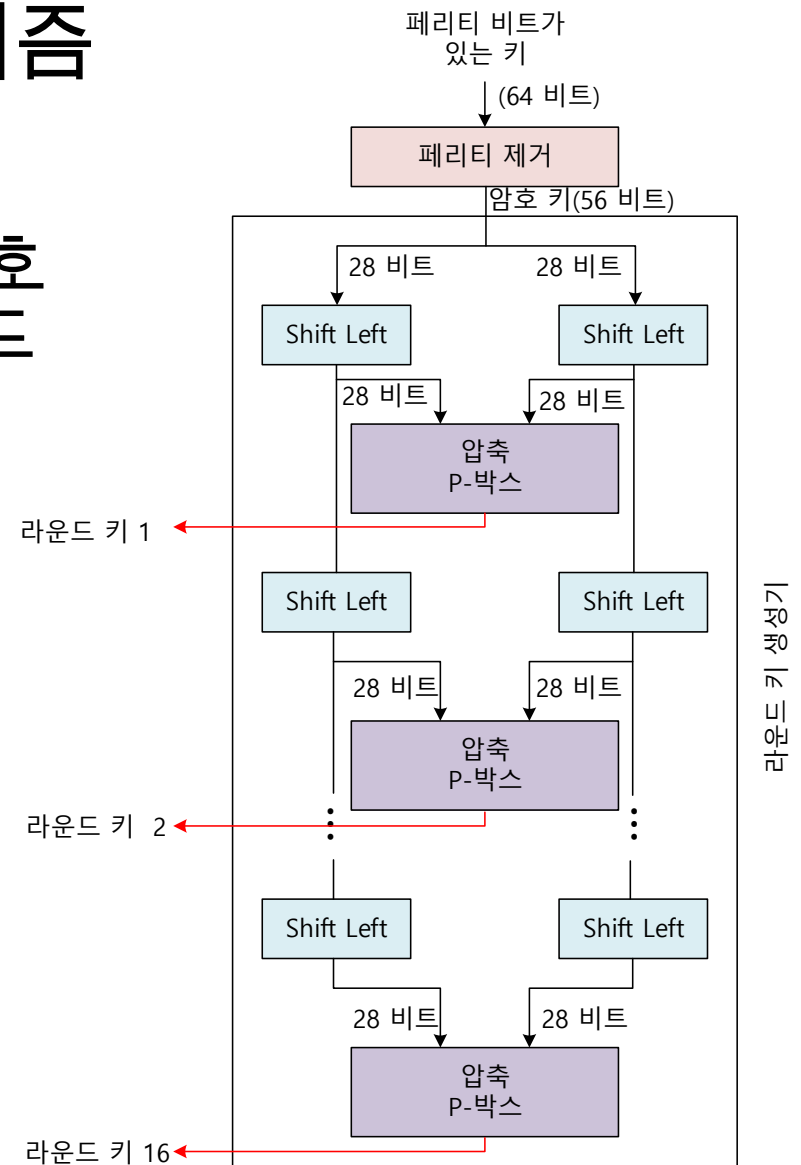 페리티 비트가
있는 키
(64 비트)
페리티 제거
암호 키(56 비트)
28 비트
28 비트
Shift Left
Shift Left
28 비트
28 비트
압축
P-박스
라운드 키 1
Shift Left
Shift Left
28 비트
28 비트
압축
P-박스
라운드 키 2
Shift Left
Shift Left
28 비트
28 비트
압축
P-박스
라운드 키 16
라운드 키 생성기